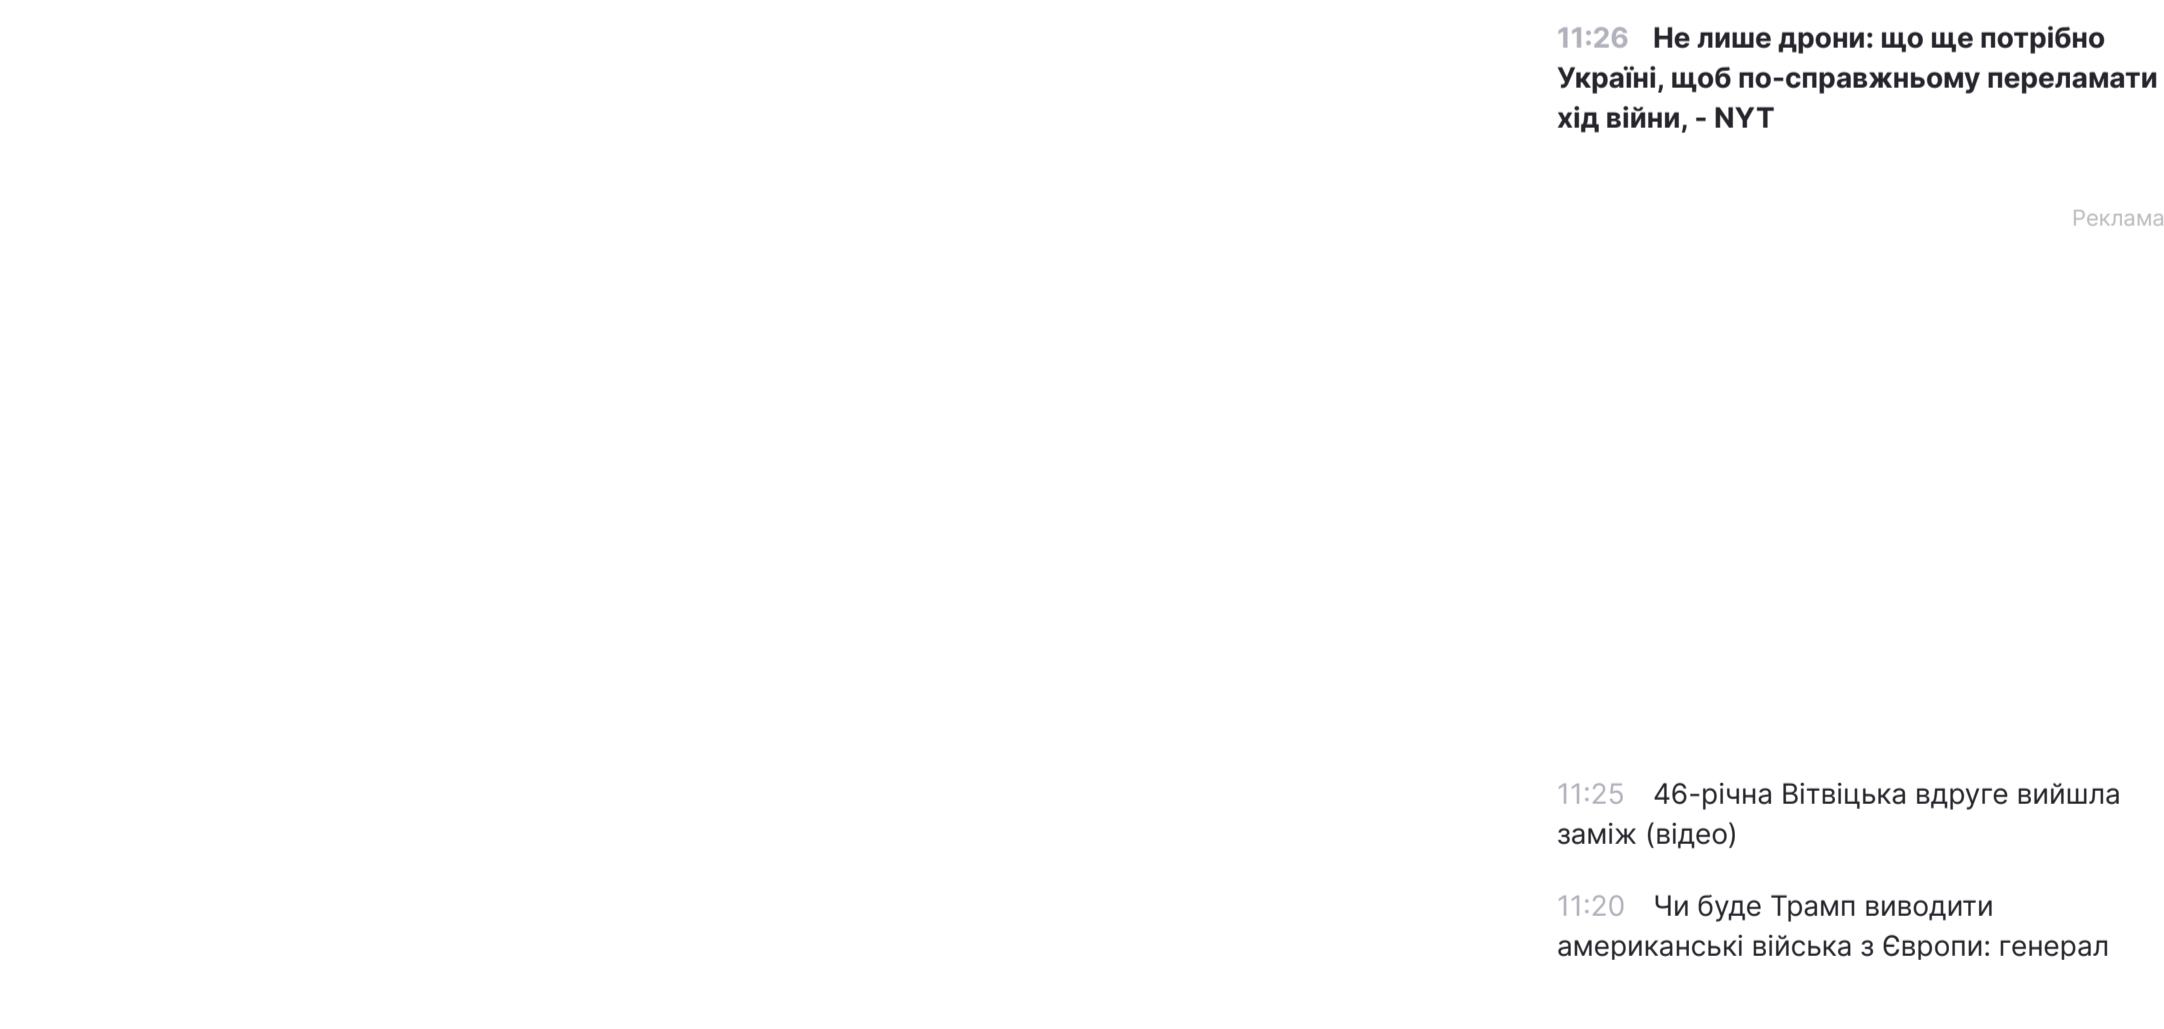 11:26 Не лише дрони: що ще потрібно
Україні, щоб по-справжньому переламати
хід війни, - NYT
Реклама
11:25 46-річна Вітвіцька вдруге вийшла
заміж (відео)
11:20 Чи буде Трамп виводити
американські війська з Європи: генерал